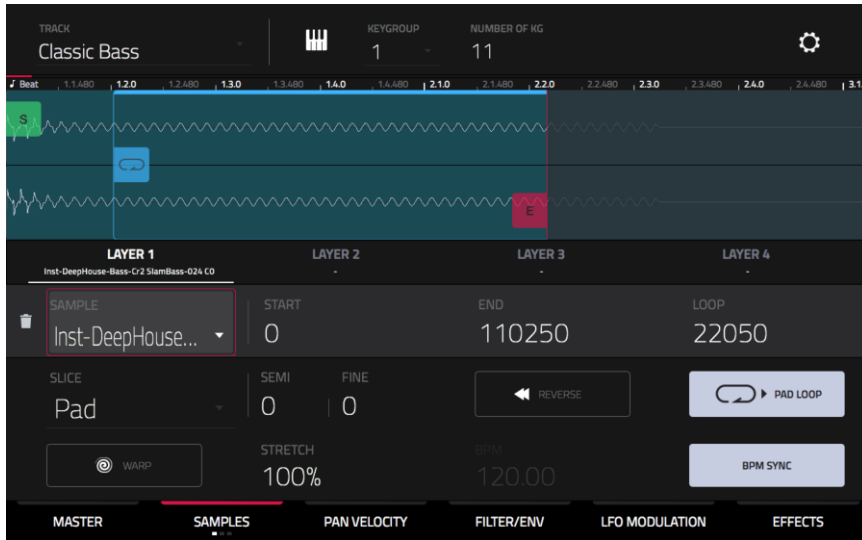 TRACK
Classic Bass
KEYGROUP
1
NUMBER OF KG
11
Beat 1.1.480 1.2.0 1.2.480 1.3.0 1.3.480 1.4.0 1.4.480 2.1.0 2.1.480 2.2.0 2.2.480 2.3.0 2.3.480 2.4.0 2.4.480 3.1
S
E
LAYER 1 LAYER 2 LAYER 3 LAYER 4
Inst-DeepHouse-Bass-Cr2 SlamBass-024 C0 - - -
SAMPLE START END LOOP
Inst-DeepHouse... 0 110250 22050
SLICE SEMI FINE
Pad 0 0
REVERSE
PAD LOOP
WARP
STRETCH BPM
100% 120.00
BPM SYNC
MASTER SAMPLES PAN VELOCITY FILTER/ENV LFO MODULATION EFFECTS